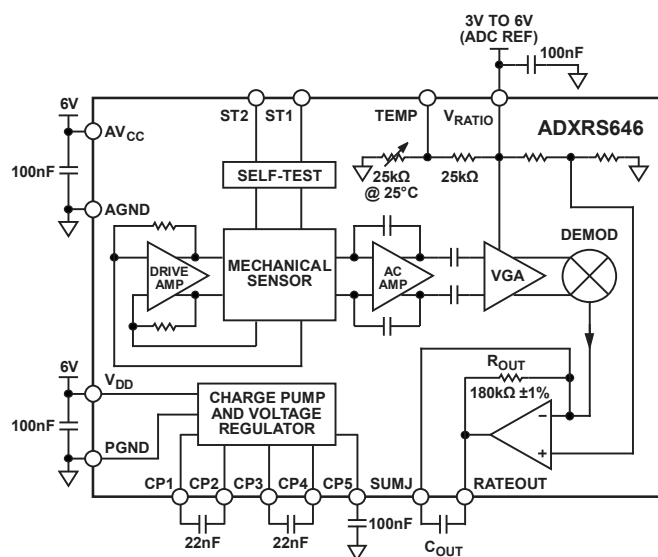 3V TO 6V
(ADC REF)
100nF
6V
ST2
ST1
TEMP
VRATIO
ADXRS646
AVCC
100nF
25kΩ
@ 25°C
25kΩ
SELF-TEST
AGND
DEMOD
DRIVE
AMP
MECHANICAL
SENSOR
AC
AMP
VGA
6V
VDD
ROUT
180kΩ ±1%
100nF
CHARGE PUMP
AND VOLTAGE
REGULATOR
–
+
PGND
CP1
CP2
CP3
CP4
CP5
SUMJ
RATEOUT
22nF
22nF
100nF
COUT